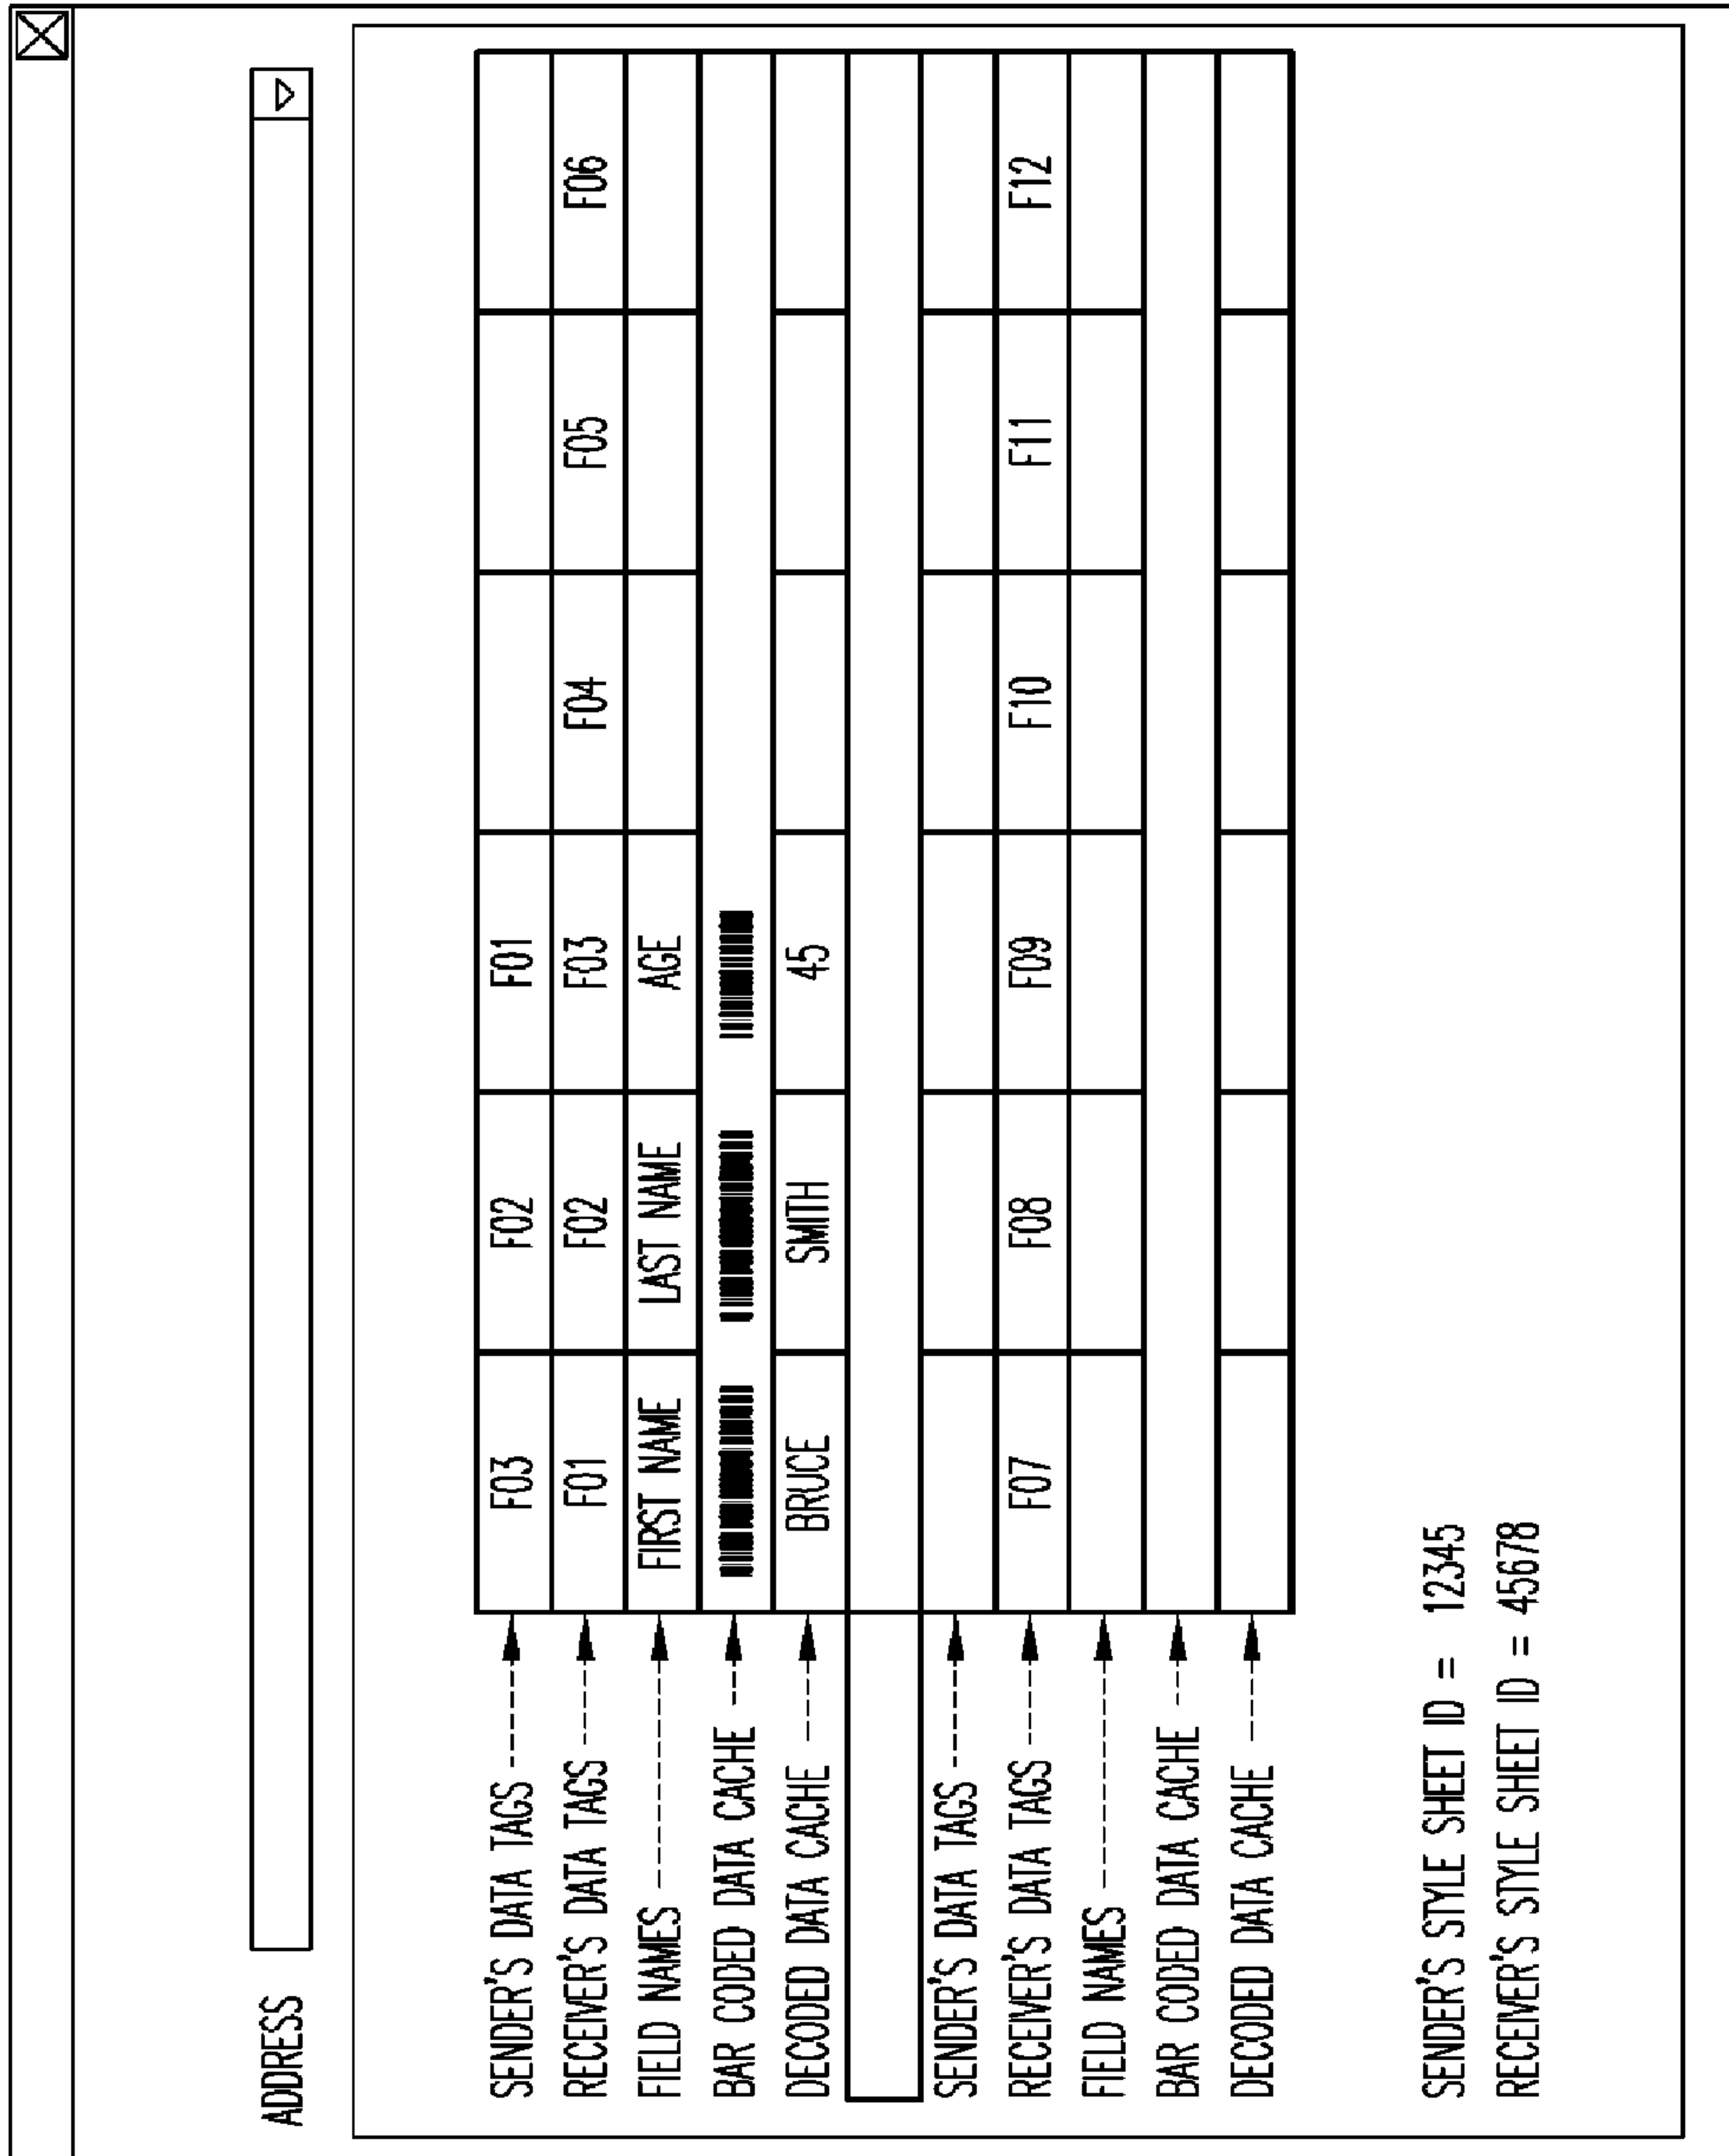 ADDRESS
SENDER'S DATA TAGS F03 F02 F01
RECEIVER'S DATA TAGS F01 F02 F03 F04 F05 F06
FIELD NAMES FIRST NAME LAST NAME AGE
BAR CODED DATA CACHE
DECODED DATA CACHE BRUCE SMITH 45
SENDER'S DATA TAGS
RECEIVER'S DATA TAGS F07 F08 F09 F10 F11 F12
FIELD NAMES
BAR CODED DATA CACHE
DECODED DATA CACHE
SENDER'S STYLE SHEET ID = 12345
RECEIVER'S STYLE SHEET ID = 45678